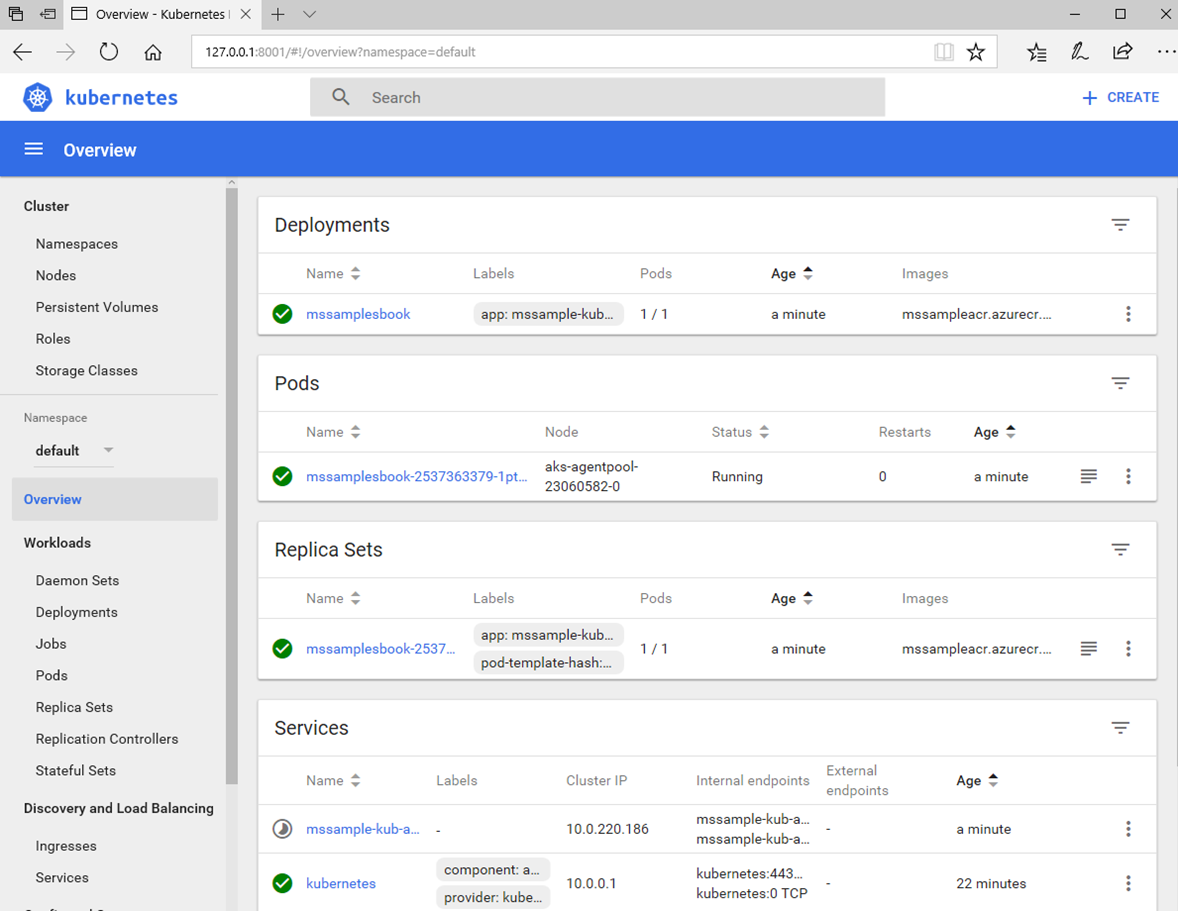 Overview - Kubernetes
127.0.0.1:8001/#!/overview?namespace=default
kubernetes
Search
CREATE
Overview
Cluster
Namespaces
Nodes
Persistent Volumes
Roles
Storage Classes
Namespace
default
Overview
Workloads
Daemon Sets
Deployments
Jobs
Pods
Replica Sets
Replication Controllers
Stateful Sets
Discovery and Load Balancing
Ingresses
Services
Deployments
Name Labels Pods Age Images
mssamplesbook app: mssample-kub... 1 / 1 a minute mssampleacr.azurecr....
Pods
Name Node Status Restarts Age
mssamplesbook-2537363379-1pt... aks-agentpool-
23060582-0 Running 0 a minute
Replica Sets
Name Labels Pods Age Images
mssamplesbook-2537... app: mssample-kub... 1 / 1 a minute mssampleacr.azurecr....
pod-template-hash:...
Services
Name Labels Cluster IP Internal endpoints External
endpoints Age
mssample-kub-a... - 10.0.220.186 mssample-kub-a... - a minute
mssample-kub-a...
kubernetes component: a... 10.0.0.1 kubernetes:443... - 22 minutes
provider: kube... kubernetes:0 TCP